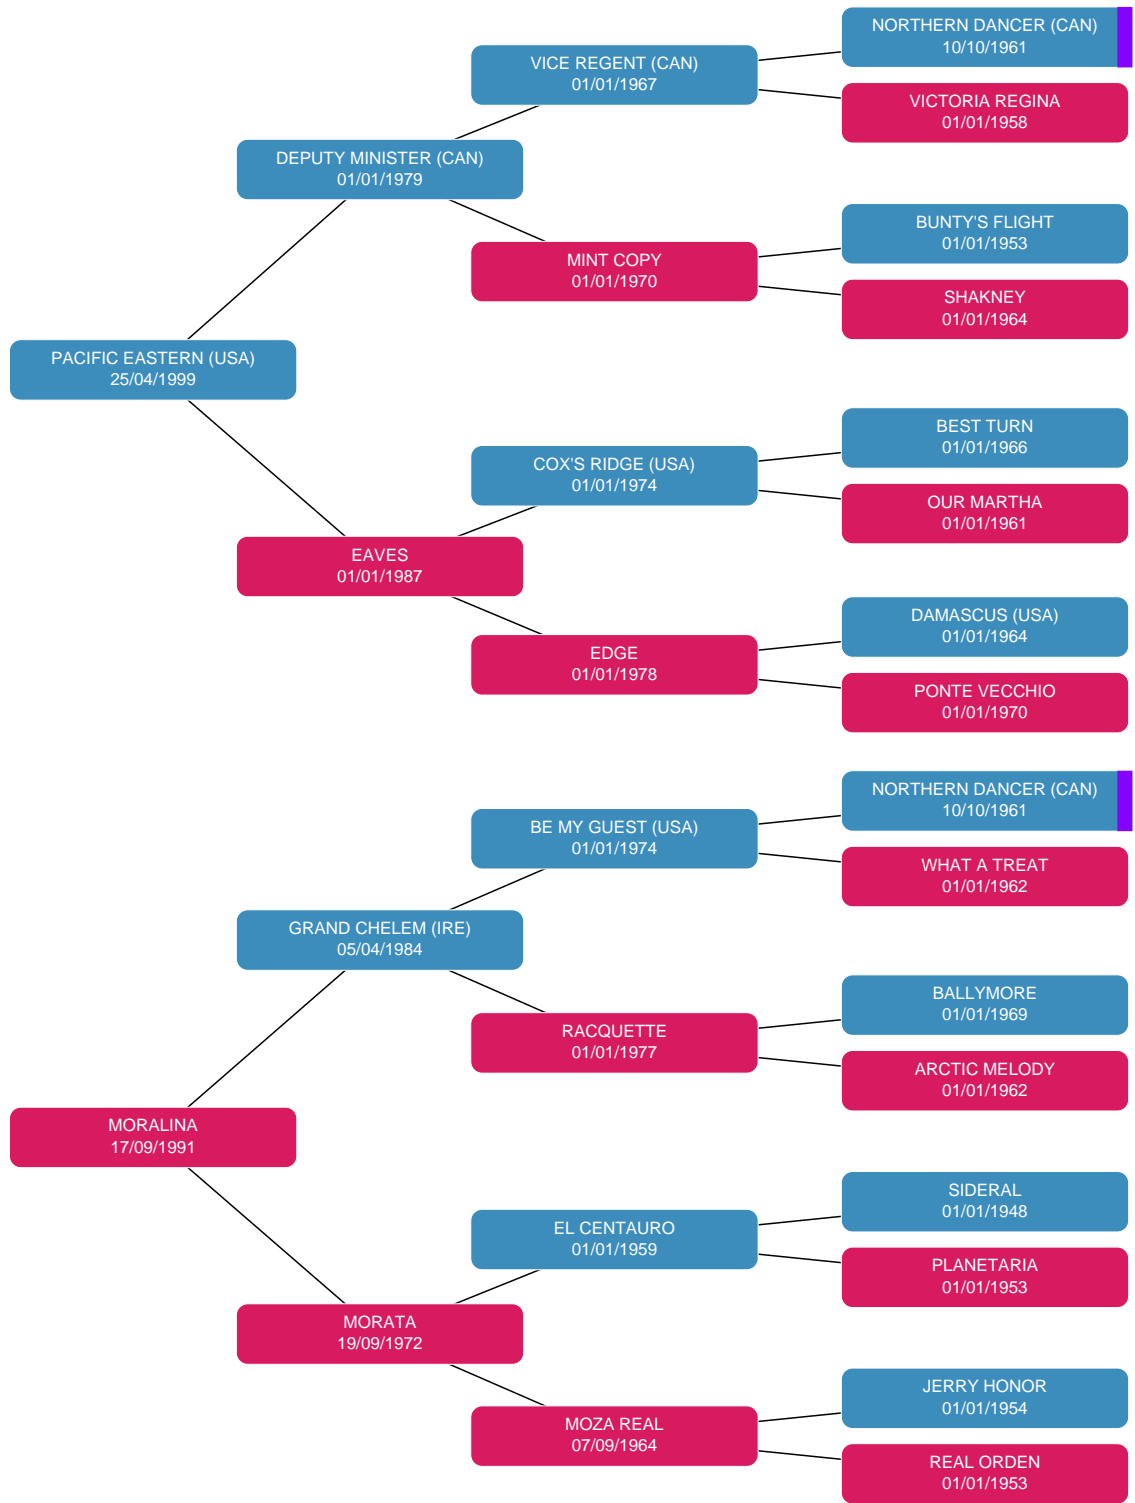 NORTHERN DANCER (CAN)
10/10/1961
VICE REGENT (CAN)
01/01/1967
VICTORIA REGINA
01/01/1958
DEPUTY MINISTER (CAN)
01/01/1979
BUNTY'S FLIGHT
01/01/1953
MINT COPY
01/01/1970
SHAKNEY
01/01/1964
PACIFIC EASTERN (USA)
25/04/1999
BEST TURN
01/01/1966
COX'S RIDGE (USA)
01/01/1974
OUR MARTHA
01/01/1961
EAVES
01/01/1987
DAMASCUS (USA)
01/01/1964
EDGE
01/01/1978
PONTE VECCHIO
01/01/1970
NORTHERN DANCER (CAN)
10/10/1961
BE MY GUEST (USA)
01/01/1974
WHAT A TREAT
01/01/1962
GRAND CHELEM (IRE)
05/04/1984
BALLYMORE
01/01/1969
RACQUETTE
01/01/1977
ARCTIC MELODY
01/01/1962
MORALINA
17/09/1991
SIDERAL
01/01/1948
EL CENTAURO
01/01/1959
PLANETARIA
01/01/1953
MORATA
19/09/1972
JERRY HONOR
01/01/1954
MOZA REAL
07/09/1964
REAL ORDEN
01/01/1953